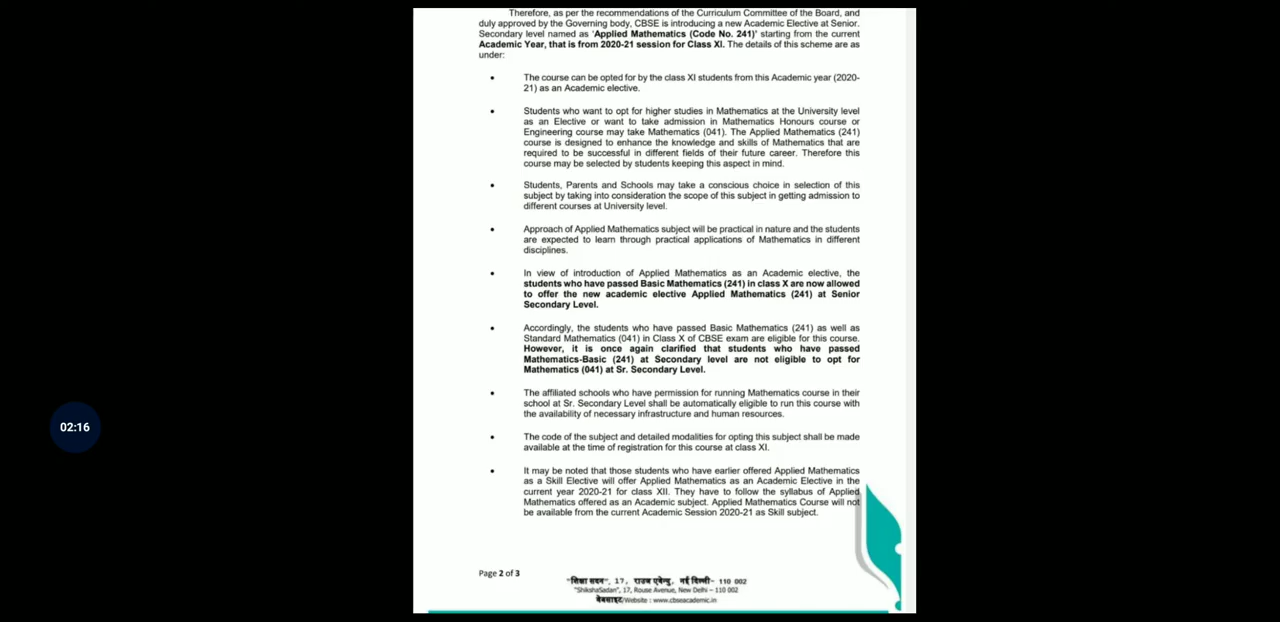 Therefore, as per the recommendations of the Curriculum Committee of the Board, and
duly approved by the Governing body, CBSE is introducing a new Academic Elective at Senior.
Secondary level named as 'Applied Mathematics (Code No. 241)' starting from the current
Academic Year, that is from 2020-21 session for Class XI. The details of this scheme are as
under:
• The course can be opted for by the class XI students from this Academic year (2020-
21) as an Academic elective.
• Students who want to opt for higher studies in Mathematics at the University level
as an Elective or want to take admission in Mathematics Honours course or
Engineering course may take Mathematics (041). The Applied Mathematics (241)
course is designed to enhance the knowledge and skills of Mathematics that are
required to be successful in different fields of their future career. Therefore this
course may be selected by students keeping this aspect in mind.
• Students, Parents and Schools may take a conscious choice in selection of this
subject by taking into consideration the scope of this subject in getting admission to
different courses at University level.
• Approach of Applied Mathematics subject will be practical in nature and the students
are expected to learn through practical applications of Mathematics in different
disciplines.
• In view of introduction of Applied Mathematics as an Academic elective, the
students who have passed Basic Mathematics (241) in class X are now allowed
to offer the new academic elective Applied Mathematics (241) at Senior
Secondary Level.
• Accordingly, the students who have passed Basic Mathematics (241) as well as
Standard Mathematics (041) in Class X of CBSE exam are eligible for this course.
However, it is once again clarified that students who have passed
Mathematics-Basic (241) at Secondary level are not eligible to opt for
Mathematics (041) at Sr. Secondary Level.
• The affiliated schools who have permission for running Mathematics course in their
school at Sr. Secondary Level shall be automatically eligible to run this course with
the availability of necessary infrastructure and human resources.
02:16
• The code of the subject and detailed modalities for opting this subject shall be made
available at the time of registration for this course at class XI.
• It may be noted that those students who have earlier offered Applied Mathematics
as a Skill Elective will offer Applied Mathematics as an Academic Elective in the
current year 2020-21 for class XII. They have to follow the syllabus of Applied
Mathematics offered as an Academic subject. Applied Mathematics Course will not
be available from the current Academic Session 2020-21 as Skill subject.
Page 2 of 3
"शिक्षा सदन", 17, राउज एवेन्यू, नई दिल्ली- 110 002
"ShikshaSadan", 17, Rouse Avenue, New Delhi – 110 002
वेबसाइट/Website : www.cbseacademic.in